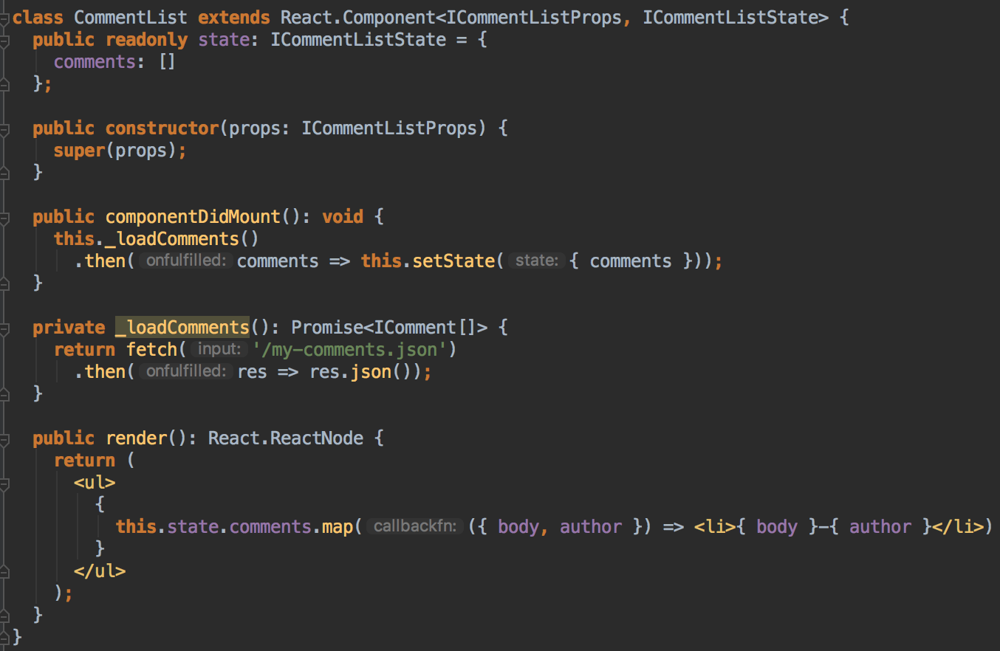 class CommentList extends React.Component<ICommentListProps, ICommentListState> {
  public readonly state: ICommentListState = {
    comments: []
  };

  public constructor(props: ICommentListProps) {
    super(props);
  }

  public componentDidMount(): void {
    this._loadComments()
      .then( onfulfilled: comments => this.setState( state: { comments }));
  }

  private _loadComments(): Promise<IComment[]> {
    return fetch( input: '/my-comments.json')
      .then( onfulfilled: res => res.json());
  }

  public render(): React.ReactNode {
    return (
      <ul>
        {
          this.state.comments.map( callbackfn: ({ body, author }) => <li>{ body }-{ author }</li>)
        }
      </ul>
    );
  }
}